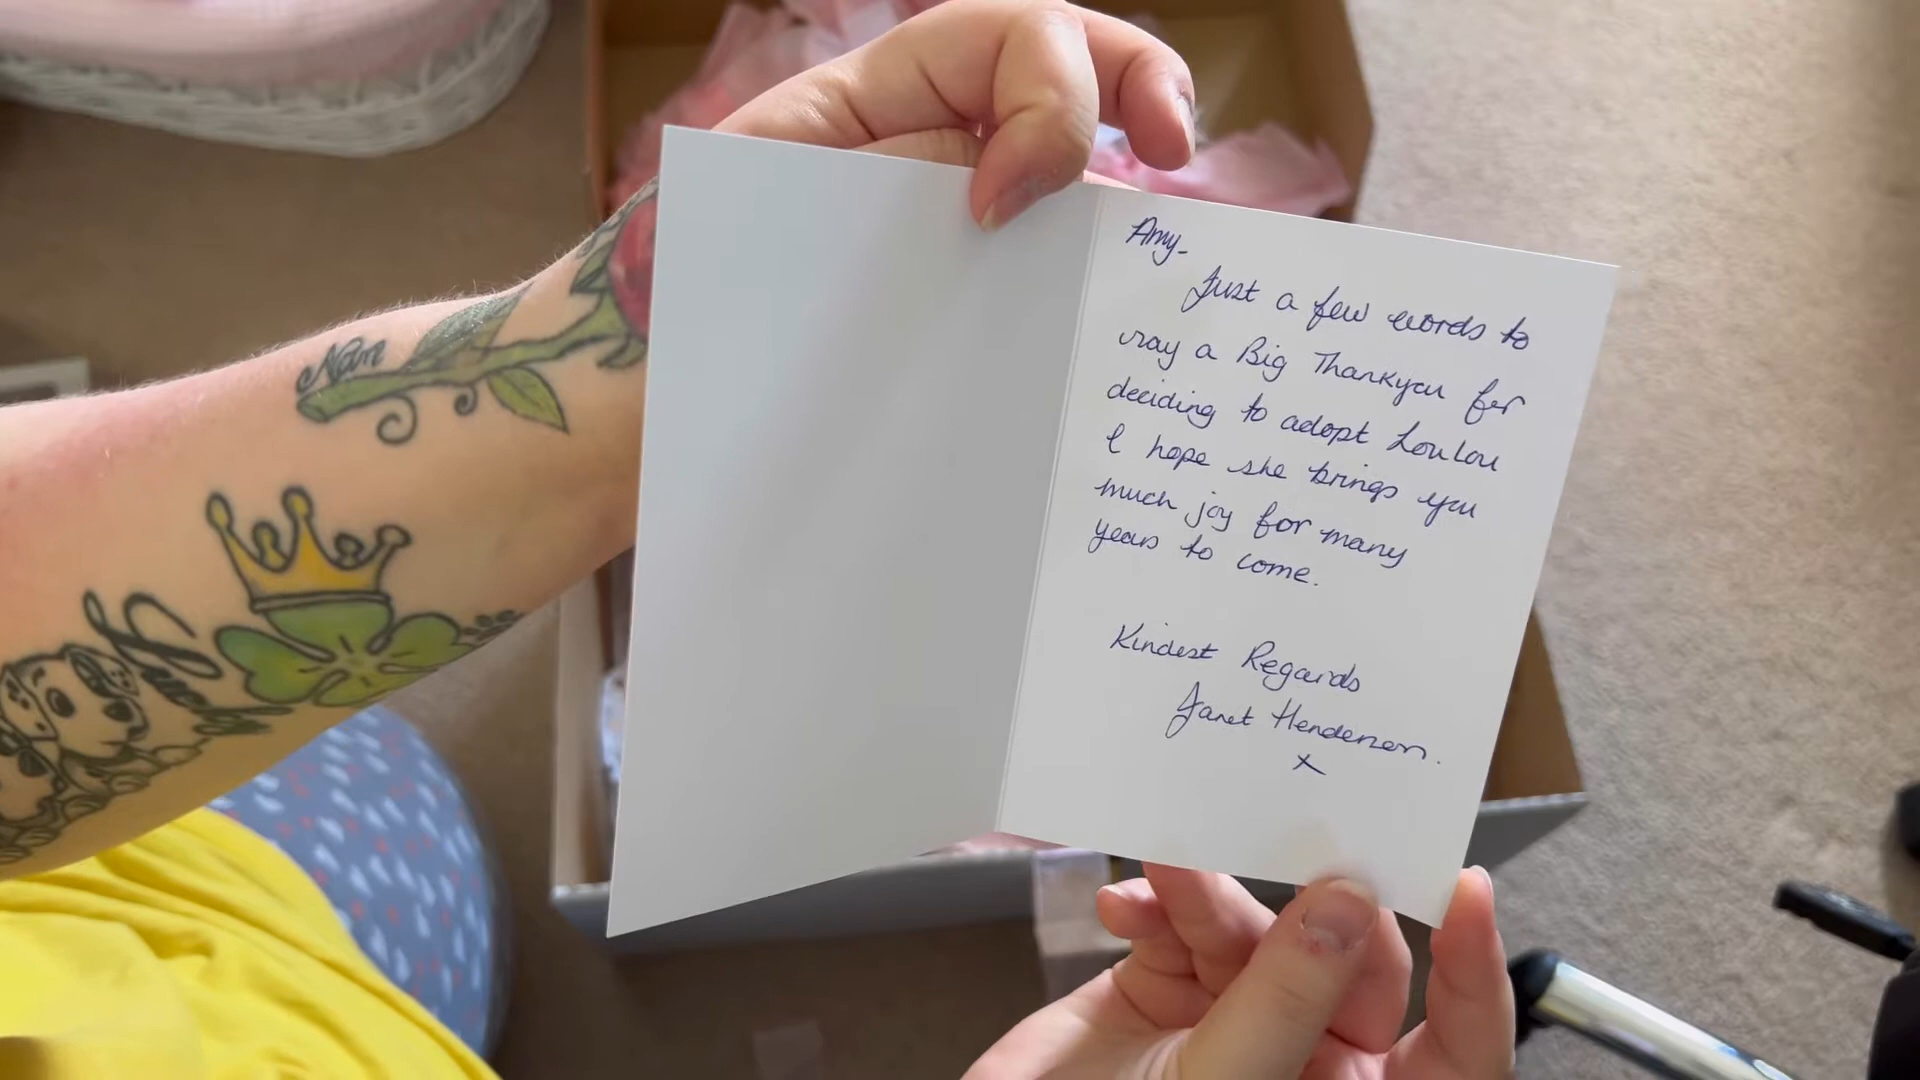 Amy-
Just a few words to
say a Big Thankyou for
deciding to adopt LouLou
I hope she brings you
much joy for many
years to come.
Kindest Regards
Janet Henderson.
x
Nan